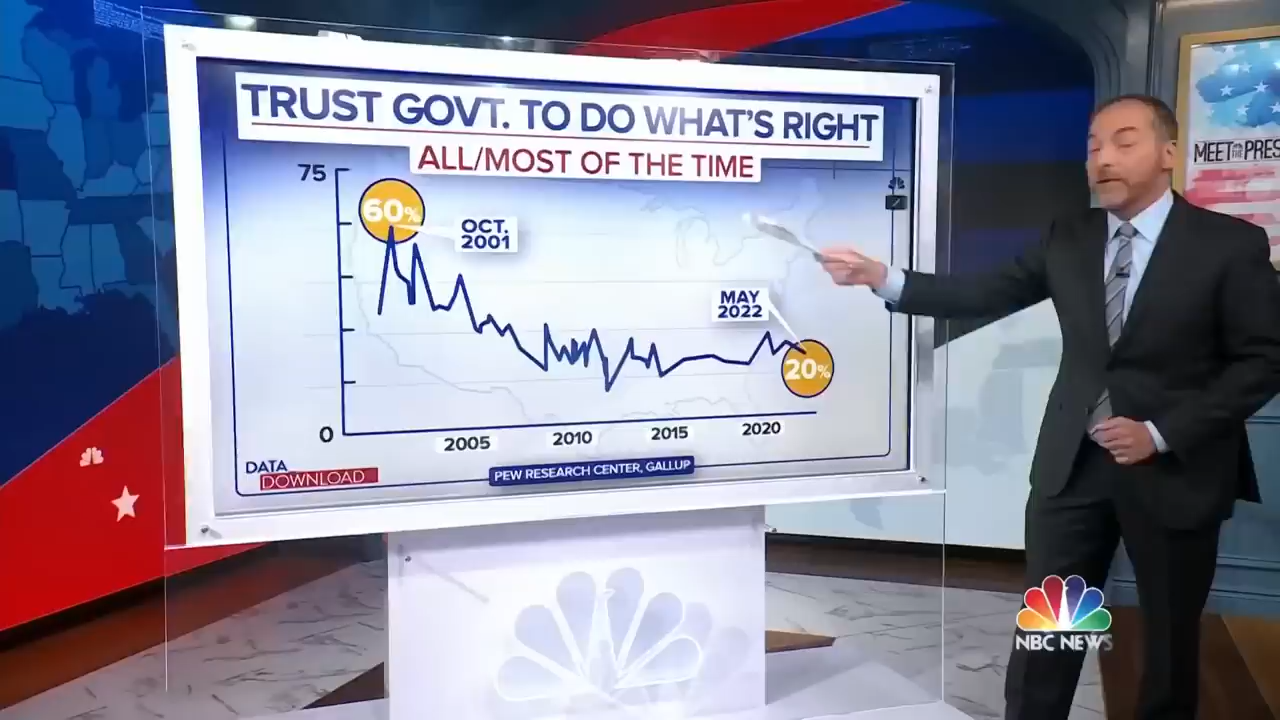 TRUST GOVT. TO DO WHAT'S RIGHT
ALL/MOST OF THE TIME
75
60%
OCT.
2001
MAY
2022
20%
0
2005 2010 2015 2020
DATA
DOWNLOAD
PEW RESEARCH CENTER, GALLUP
MEET THE PRES
NBC NEWS